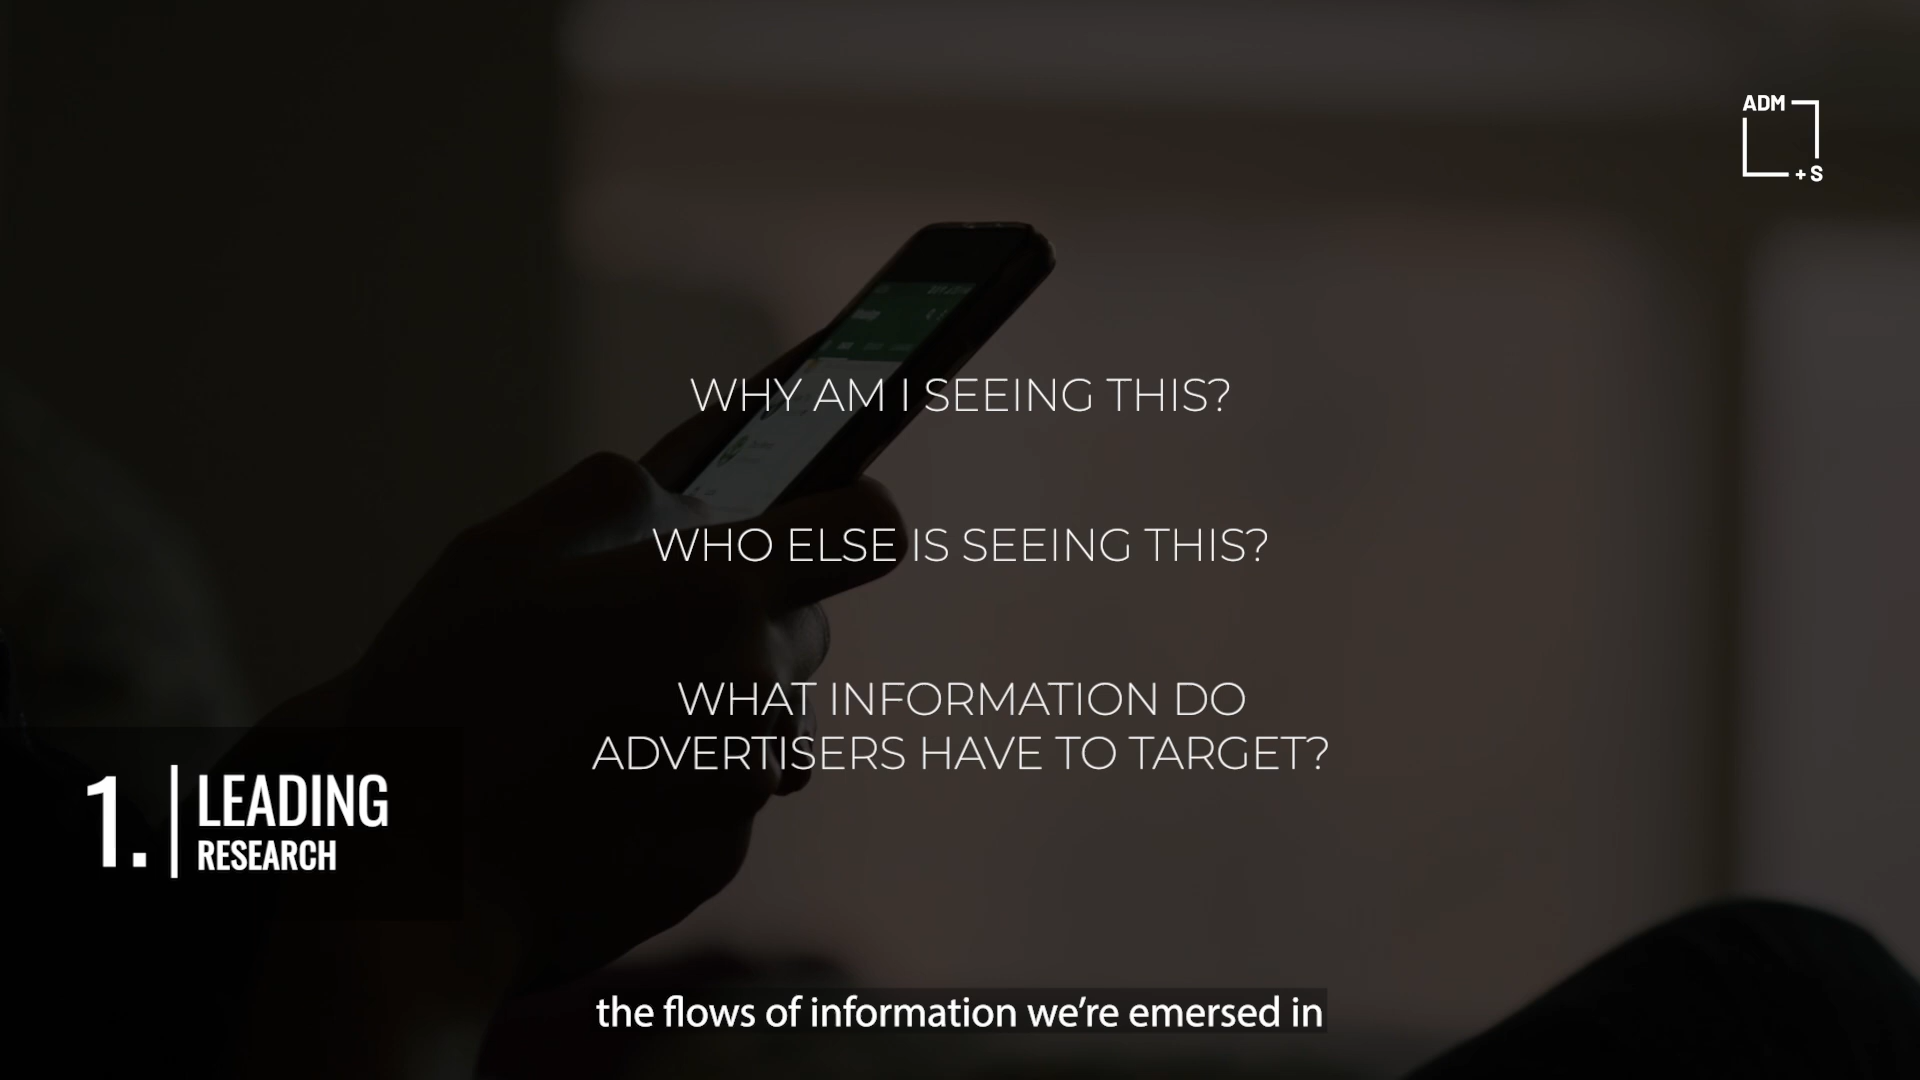 ADM
+S
WHY AM I SEEING THIS?
WHO ELSE IS SEEING THIS?
WHAT INFORMATION DO
ADVERTISERS HAVE TO TARGET?
1.
LEADING
RESEARCH
the flows of information we're emersed in